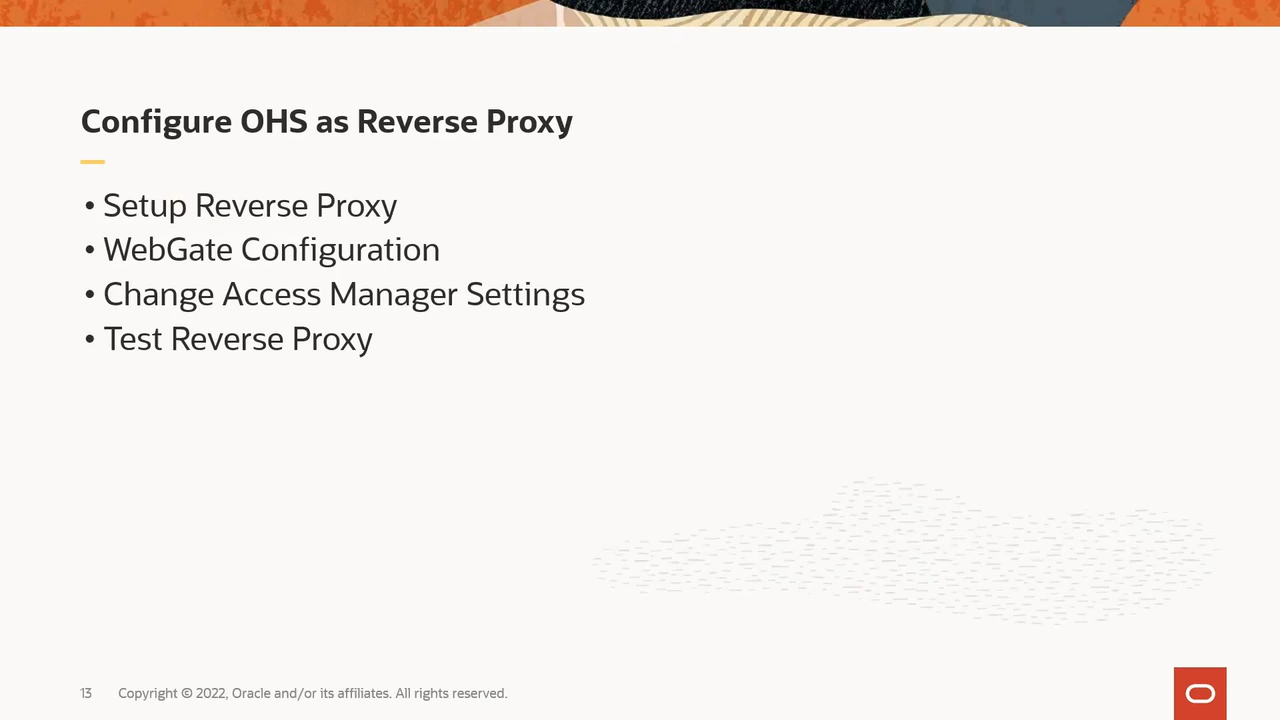 Configure OHS as Reverse Proxy
• Setup Reverse Proxy
• WebGate Configuration
• Change Access Manager Settings
• Test Reverse Proxy
13 Copyright © 2022, Oracle and/or its affiliates. All rights reserved.